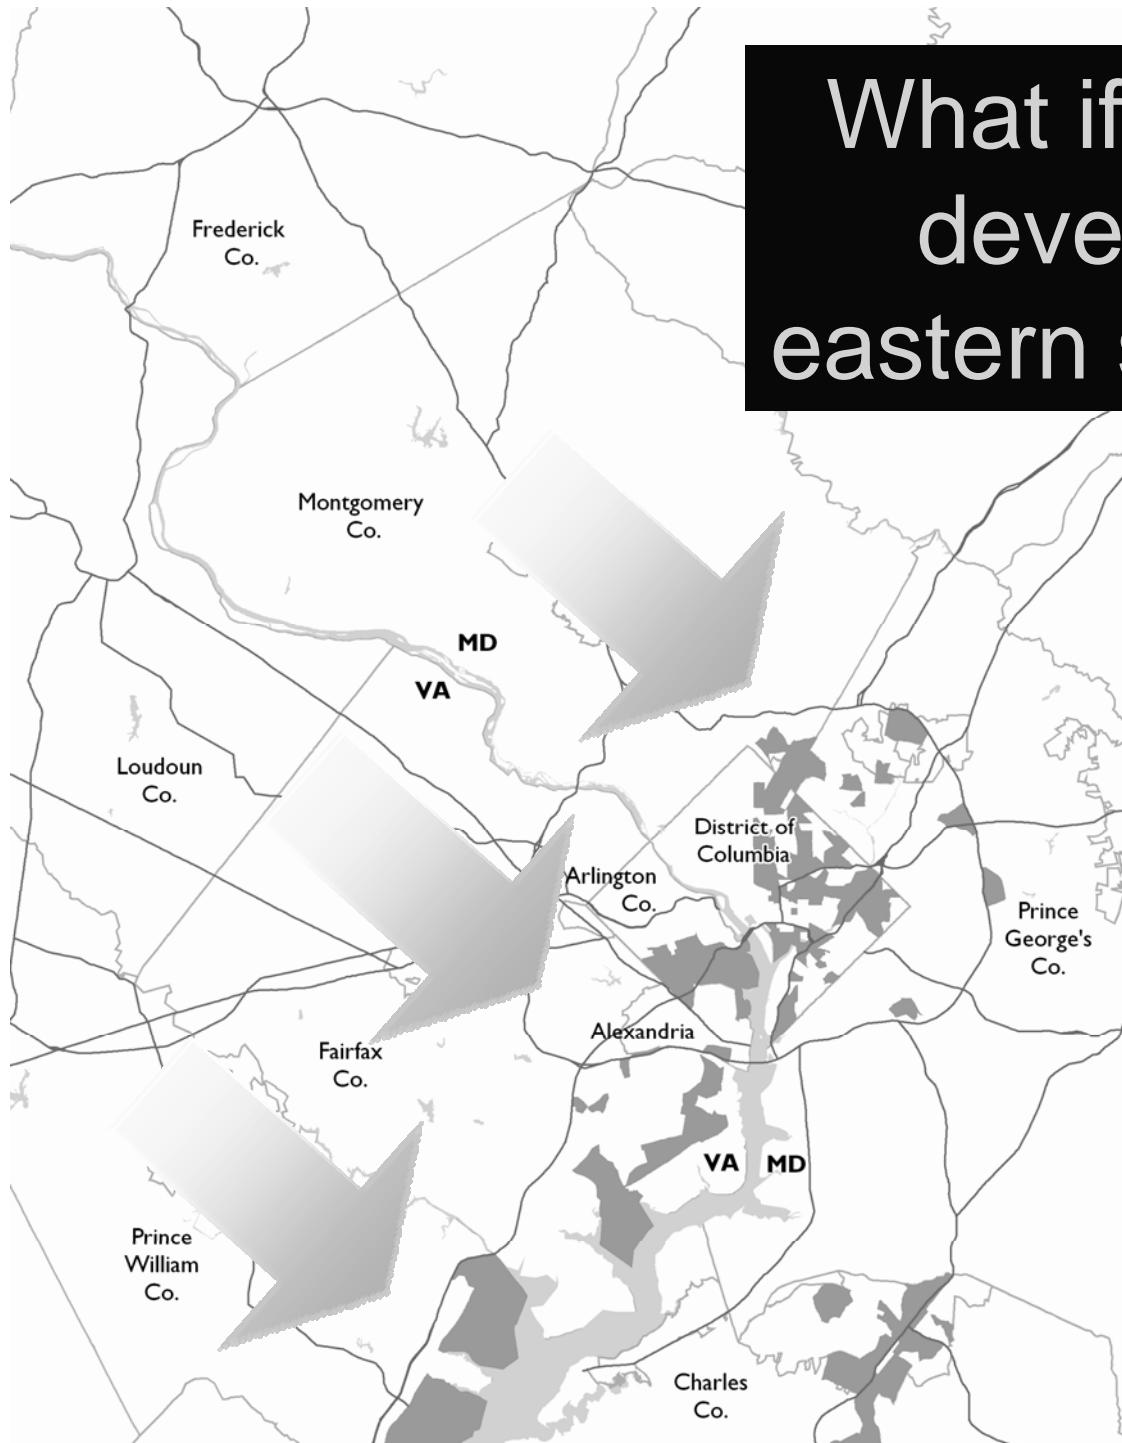 What if
deve
eastern
Frederick
Co.
Montgomery
Co.
MD
VA
Loudoun
Co.
District of
Columbia
Arlington
Co.
Prince
George's
Co.
Alexandria
Fairfax
Co.
VA MD
Prince
William
Co.
Charles
Co.